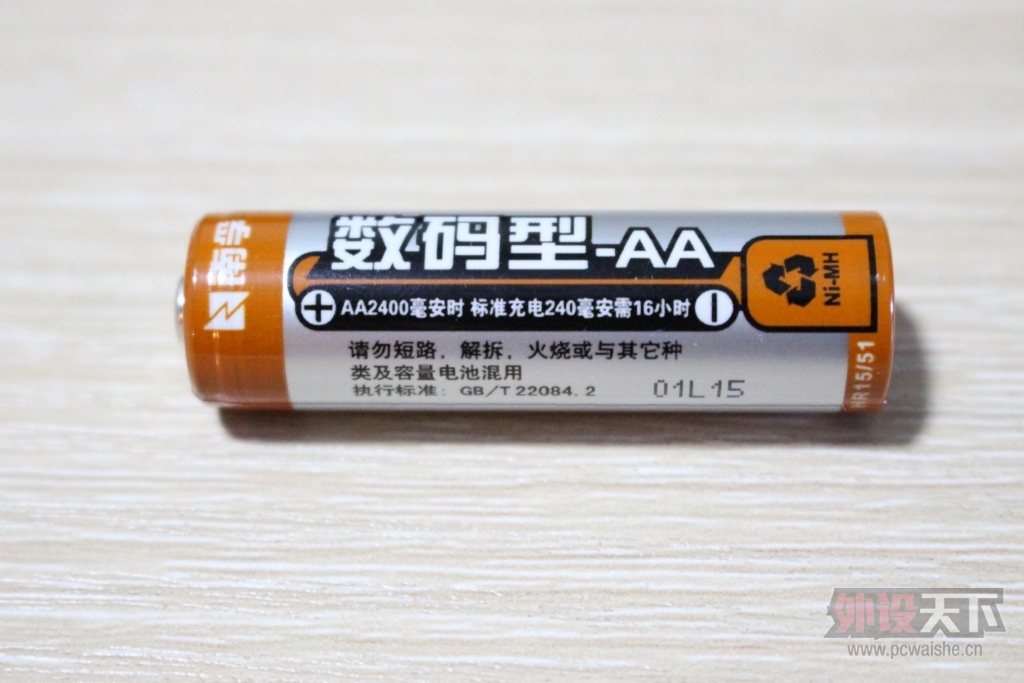 南孚
数码型-AA
AA2400毫安时 标准充电240毫安需16小时
请勿短路，解拆，火烧或与其它种
类及容量电池混用
执行标准：GB/T 22084.2
01L15
Ni-MH
HR15/51
外设天下
www.pcwaishe.cn